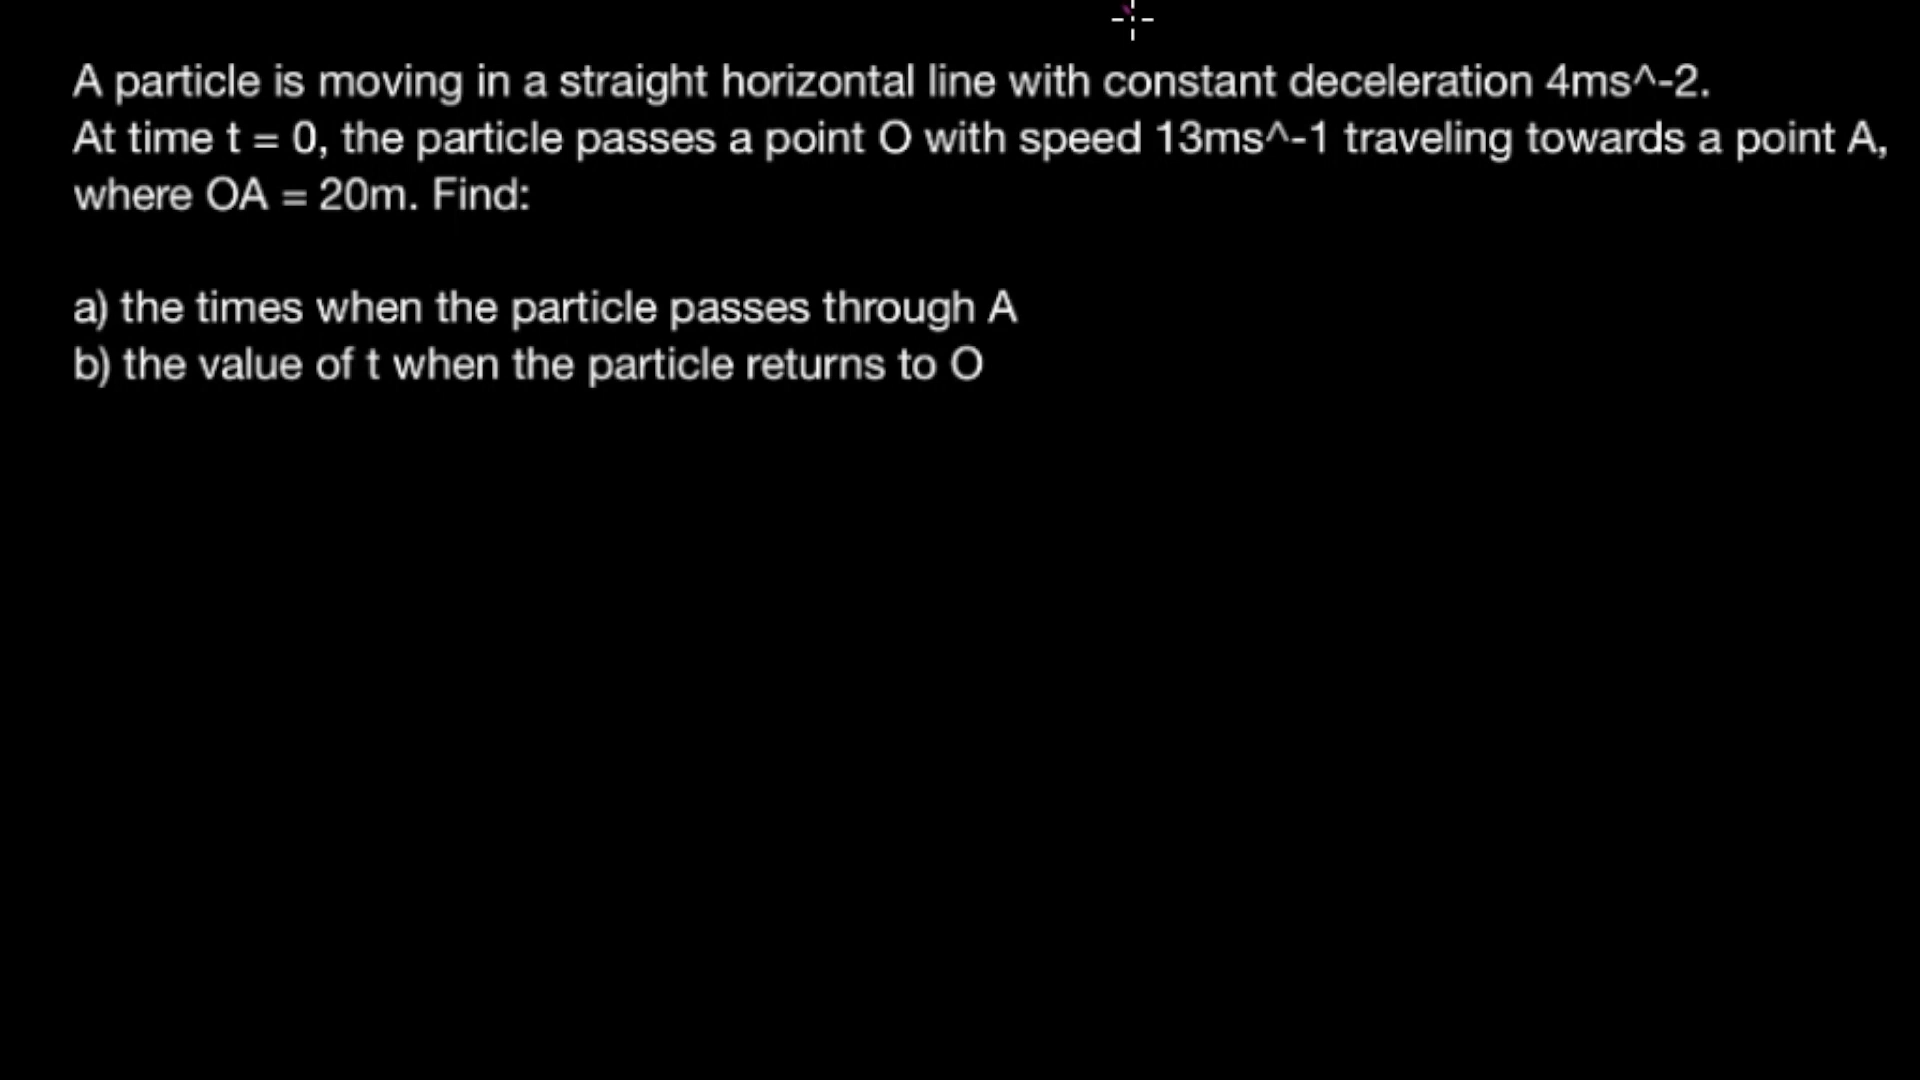 A particle is moving in a straight horizontal line with constant deceleration 4ms^-2.
At time t = 0, the particle passes a point O with speed 13ms^-1 traveling towards a point A,
where OA = 20m. Find:
a) the times when the particle passes through A
b) the value of t when the particle returns to O